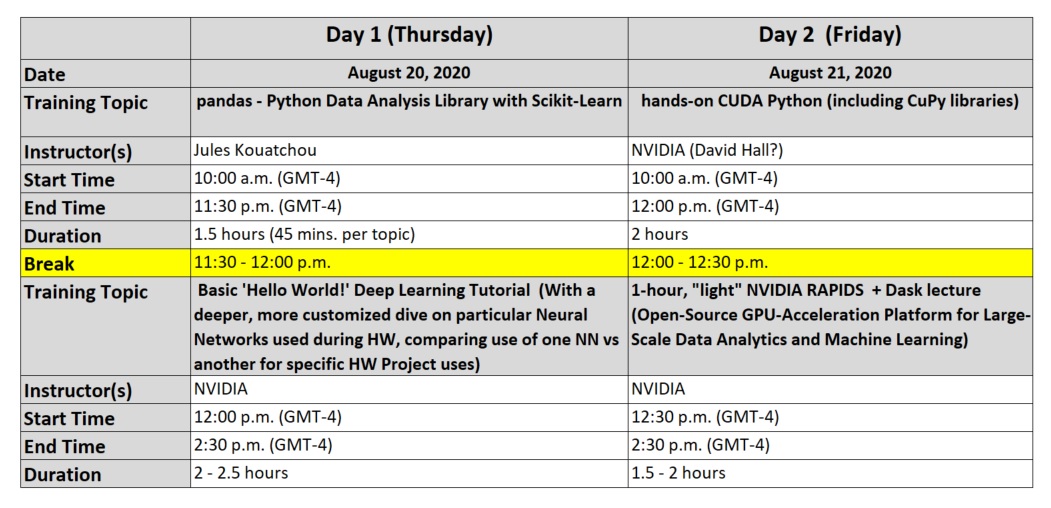 Day 1 (Thursday) Day 2 (Friday)
Date August 20, 2020 August 21, 2020
Training Topic pandas - Python Data Analysis Library with Scikit-Learn hands-on CUDA Python (including CuPy libraries)
Instructor(s) Jules Kouatchou NVIDIA (David Hall?)
Start Time 10:00 a.m. (GMT-4) 10:00 a.m. (GMT-4)
End Time 11:30 p.m. (GMT-4) 12:00 p.m. (GMT-4)
Duration 1.5 hours (45 mins. per topic) 2 hours
Break 11:30 - 12:00 p.m. 12:00 - 12:30 p.m.
Training Topic Basic 'Hello World!' Deep Learning Tutorial (With a 1-hour, "light" NVIDIA RAPIDS + Dask lecture
deeper, more customized dive on particular Neural (Open-Source GPU-Acceleration Platform for Large-
Networks used during HW, comparing use of one NN vs Scale Data Analytics and Machine Learning)
another for specific HW Project uses)
Instructor(s) NVIDIA NVIDIA
Start Time 12:00 p.m. (GMT-4) 12:30 p.m. (GMT-4)
End Time 2:30 p.m. (GMT-4) 2:30 p.m. (GMT-4)
Duration 2 - 2.5 hours 1.5 - 2 hours